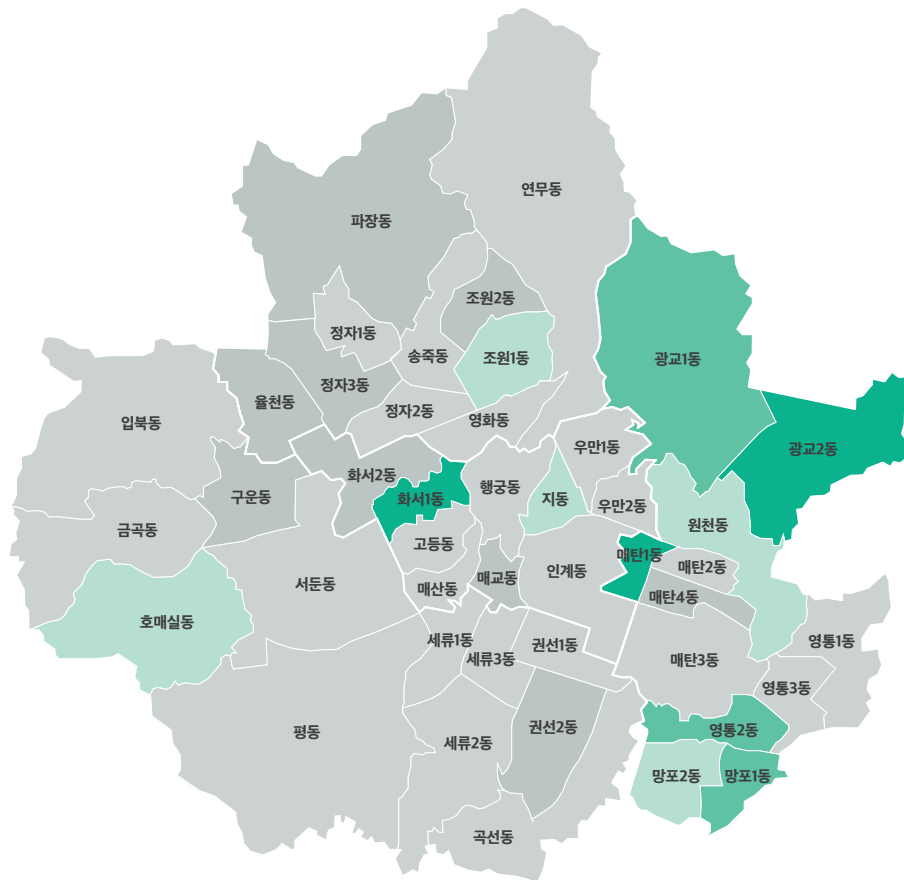 연무동
파장동
조원2동
정자1동
송죽동
조원1동
광교1동
정자3동
율천동
정자2동
영화동
입북동
우만1동
광교2동
화서2동
행궁동
구운동
화서1동
지동
우만2동
원천동
금곡동
고등동
매탄1동
매탄2동
인계동
매교동
서둔동
매산동
매탄4동
호매실동
세류1동
권선1동
영통1동
세류3동
매탄3동
영통3동
평동
권선2동
영통2동
세류2동
망포2동
망포1동
곡선동